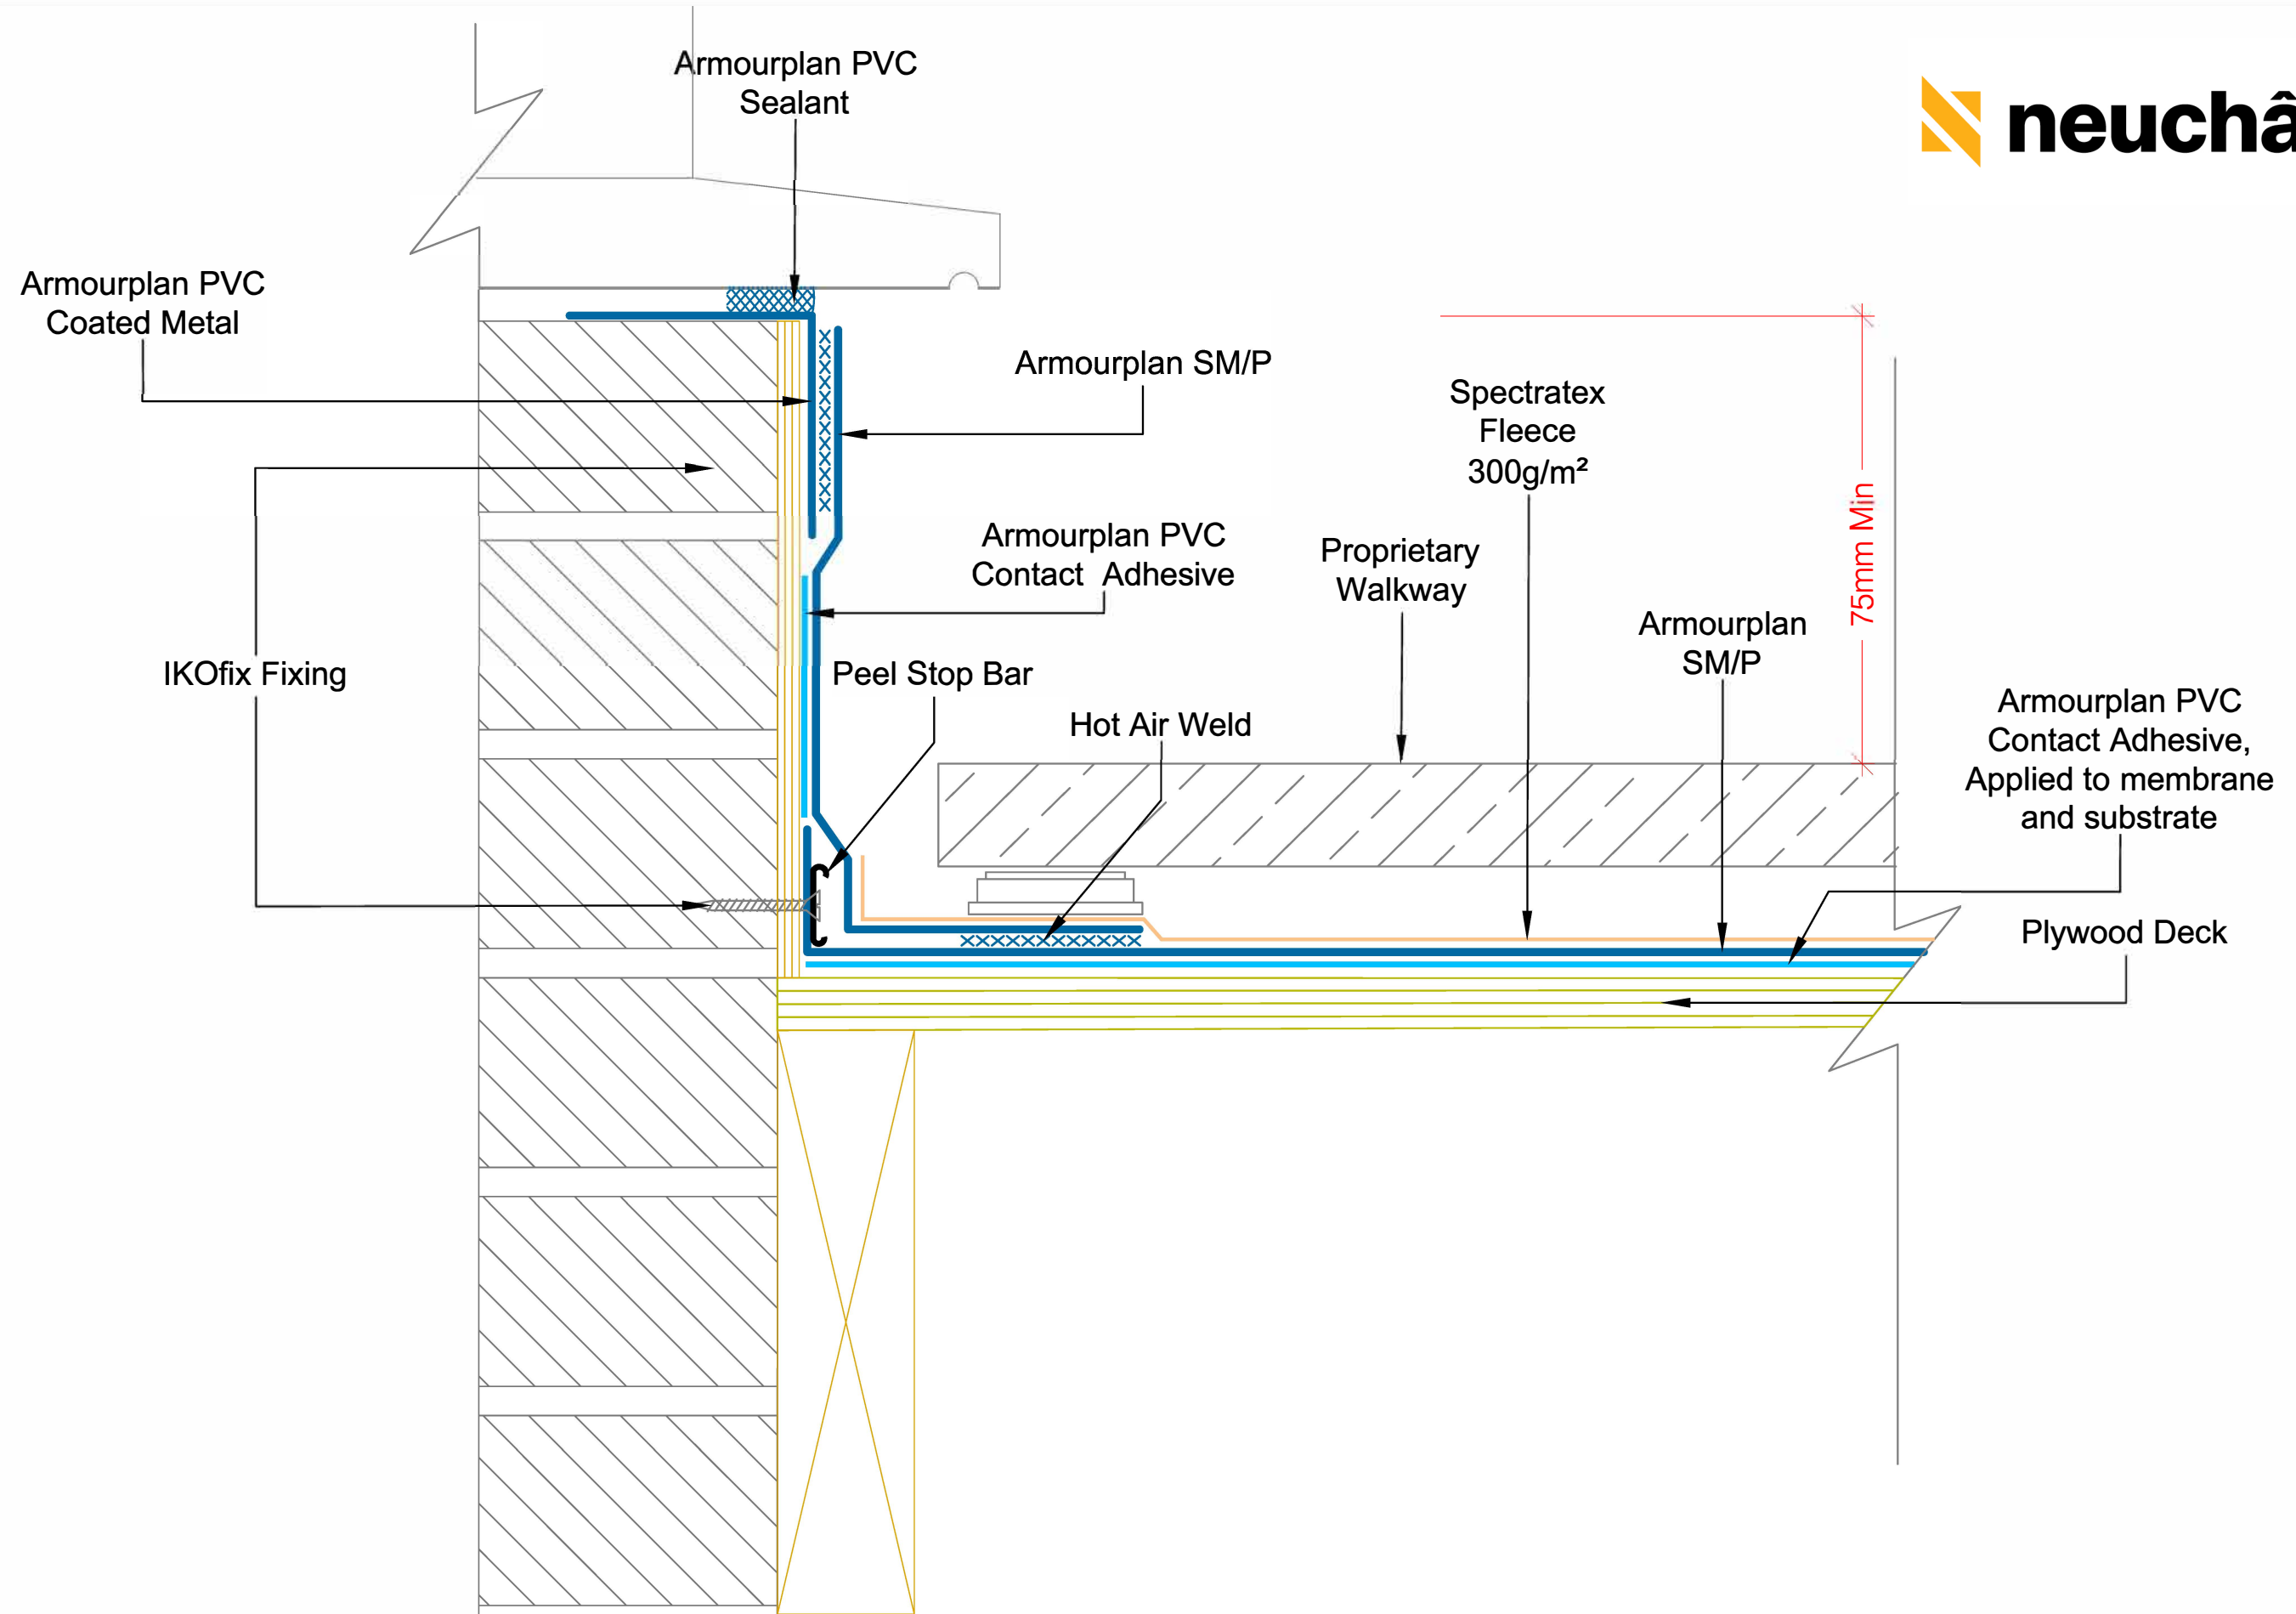 Armourplan PVC
Sealant
neuchâ
Armourplan PVC
Coated Metal
Armourplan SM/P
Spectratex
Fleece
300g/m²
Armourplan PVC
Contact Adhesive
Proprietary
Walkway
75mm Min
Armourplan
SM/P
IKOfix Fixing
Peel Stop Bar
Hot Air Weld
Armourplan PVC
Contact Adhesive,
Applied to membrane
and substrate
Plywood Deck